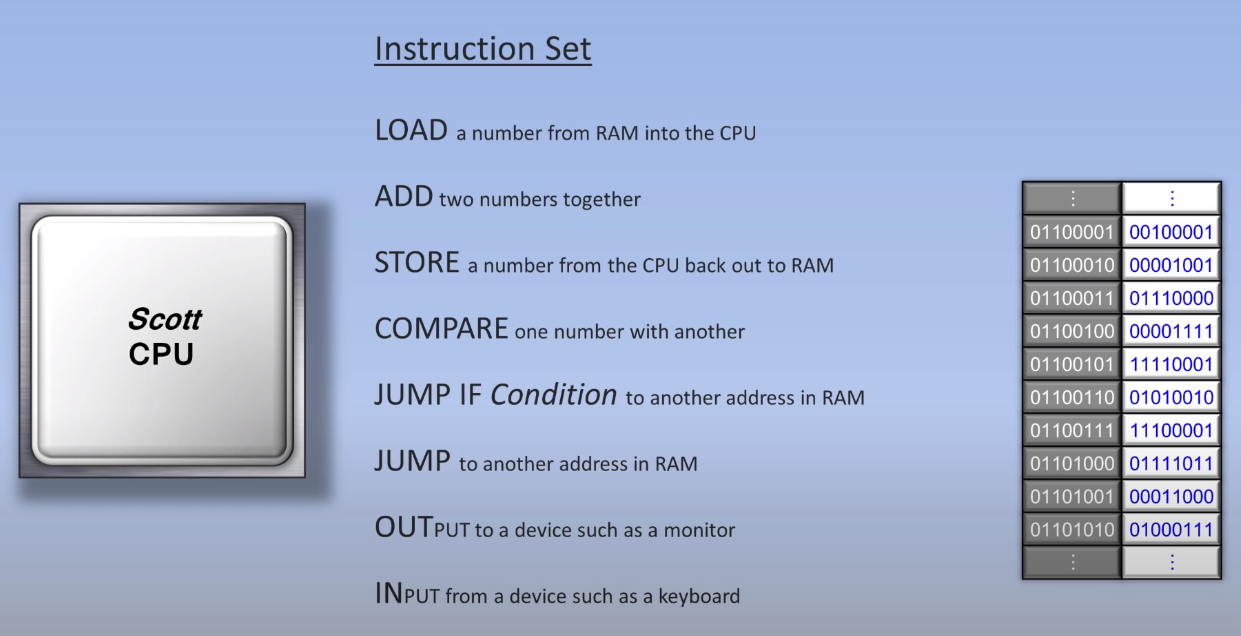 Instruction Set
LOAD a number from RAM into the CPU
ADD two numbers together
STORE a number from the CPU back out to RAM
COMPARE one number with another
JUMP IF Condition to another address in RAM
JUMP to another address in RAM
OUTPUT to a device such as a monitor
INPUT from a device such as a keyboard
Scott
CPU
⋮ ⋮
01100001 00100001
01100010 00001001
01100011 01110000
01100100 00001111
01100101 11110001
01100110 01010010
01100111 11100001
01101000 01111011
01101001 00011000
01101010 01000111
⋮ ⋮